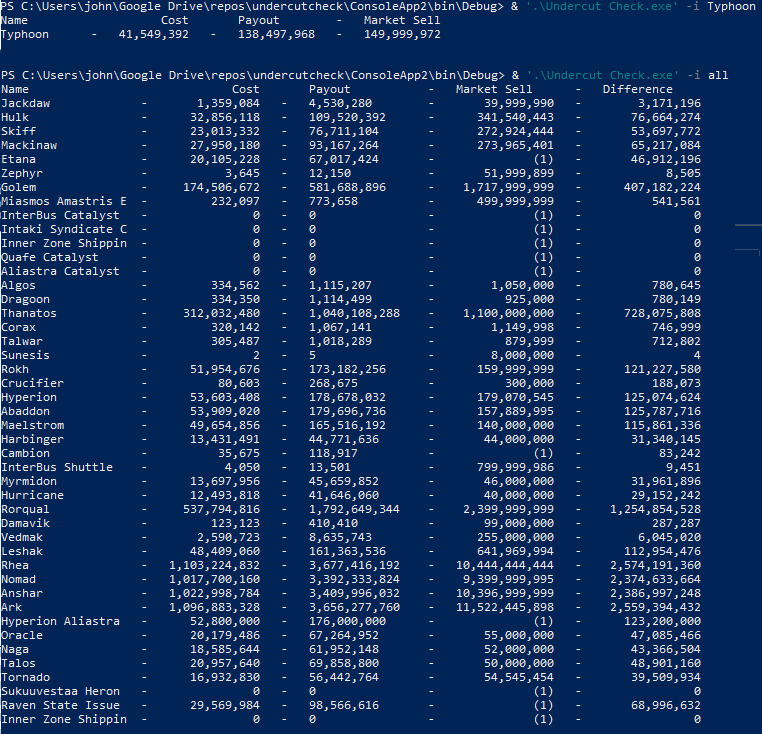 PS C:\Users\john\Google Drive\repos\undercutcheck\ConsoleApp2\bin\Debug> & '.\Undercut Check.exe' -i Typhoon
Name Cost Payout - Market Sell
Typhoon - 41,549,392 - 138,497,968 - 149,999,972
PS C:\Users\john\Google Drive\repos\undercutcheck\ConsoleApp2\bin\Debug> & '.\Undercut Check.exe' -i all
Name Cost Payout - Market Sell - Difference
Jackdaw - 1,359,084 - 4,530,280 - 39,999,990 - 3,171,196
Hulk - 32,856,118 - 109,520,392 - 341,540,443 - 76,664,274
Skiff - 23,013,332 - 76,711,104 - 272,924,444 - 53,697,772
Mackinaw - 27,950,180 - 93,167,264 - 273,965,401 - 65,217,084
Etana - 20,105,228 - 67,017,424 - (1) - 46,912,196
Zephyr - 3,645 - 12,150 - 51,999,899 - 8,505
Golem - 174,506,672 - 581,688,896 - 1,717,999,999 - 407,182,224
Miasmos Amastris E - 232,097 - 773,658 - 499,999,999 - 541,561
InterBus Catalyst - 0 - 0 - (1) - 0
Intaki Syndicate C - 0 - 0 - (1) - 0
Inner Zone Shippin - 0 - 0 - (1) - 0
Quafe Catalyst - 0 - 0 - (1) - 0
Aliastra Catalyst - 0 - 0 - (1) - 0
Algos - 334,562 - 1,115,207 - 1,050,000 - 780,645
Dragoon - 334,350 - 1,114,499 - 925,000 - 780,149
Thanatos - 312,032,480 - 1,040,108,288 - 1,100,000,000 - 728,075,808
Corax - 320,142 - 1,067,141 - 1,149,998 - 746,999
Talwar - 305,487 - 1,018,289 - 879,999 - 712,802
Sunesis - 2 - 5 - 8,000,000 - 4
Rokh - 51,954,676 - 173,182,256 - 159,999,999 - 121,227,580
Crucifier - 80,603 - 268,675 - 300,000 - 188,073
Hyperion - 53,603,408 - 178,678,032 - 179,070,545 - 125,074,624
Abaddon - 53,909,020 - 179,696,736 - 157,889,995 - 125,787,716
Maelstrom - 49,654,856 - 165,516,192 - 140,000,000 - 115,861,336
Harbinger - 13,431,491 - 44,771,636 - 44,000,000 - 31,340,145
Cambion - 35,675 - 118,917 - (1) - 83,242
InterBus Shuttle - 4,050 - 13,501 - 799,999,986 - 9,451
Myrmidon - 13,697,956 - 45,659,852 - 46,000,000 - 31,961,896
Hurricane - 12,493,818 - 41,646,060 - 40,000,000 - 29,152,242
Rorqual - 537,794,816 - 1,792,649,344 - 2,399,999,999 - 1,254,854,528
Damavik - 123,123 - 410,410 - 99,000,000 - 287,287
Vedmak - 2,590,723 - 8,635,743 - 255,000,000 - 6,045,020
Leshak - 48,409,060 - 161,363,536 - 641,969,994 - 112,954,476
Rhea - 1,103,224,832 - 3,677,416,192 - 10,444,444,444 - 2,574,191,360
Nomad - 1,017,700,160 - 3,392,333,824 - 9,399,999,995 - 2,374,633,664
Anshar - 1,022,998,784 - 3,409,996,032 - 10,396,999,999 - 2,386,997,248
Ark - 1,096,883,328 - 3,656,277,760 - 11,522,445,898 - 2,559,394,432
Hyperion Aliastra - 52,800,000 - 176,000,000 - (1) - 123,200,000
Oracle - 20,179,486 - 67,264,952 - 55,000,000 - 47,085,466
Naga - 18,585,644 - 61,952,148 - 52,000,000 - 43,366,504
Talos - 20,957,640 - 69,858,800 - 50,000,000 - 48,901,160
Tornado - 16,932,830 - 56,442,764 - 54,545,454 - 39,509,934
Sukuuvestaa Heron - 0 - 0 - (1) - 0
Raven State Issue - 29,569,984 - 98,566,616 - (1) - 68,996,632
Inner Zone Shippin - 0 - 0 - (1) - 0